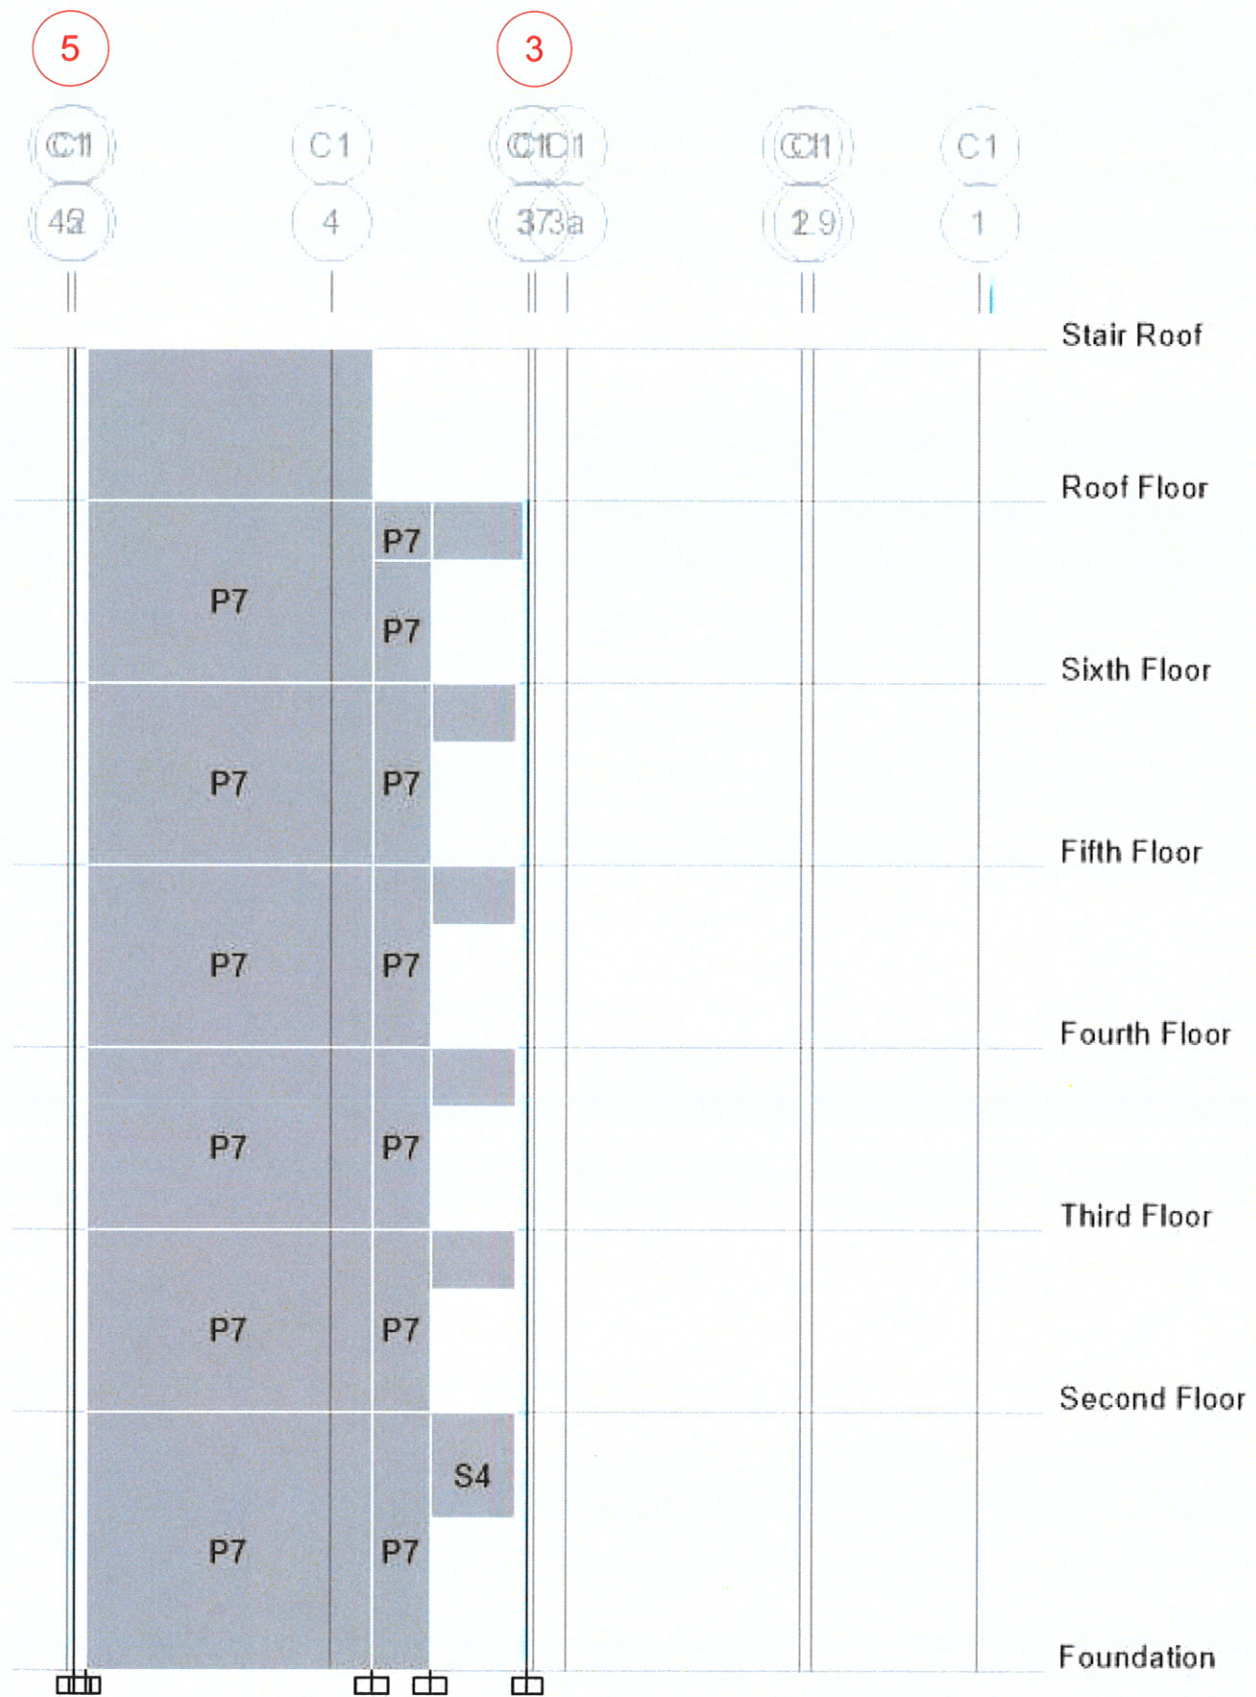 5 3
C1 C1
4 3a 1
Stair Roof
Roof Floor
P7
P7
P7
Sixth Floor
P7 P7
Fifth Floor
P7 P7
Fourth Floor
P7 P7
Third Floor
P7 P7
Second Floor
S4
P7 P7
Foundation